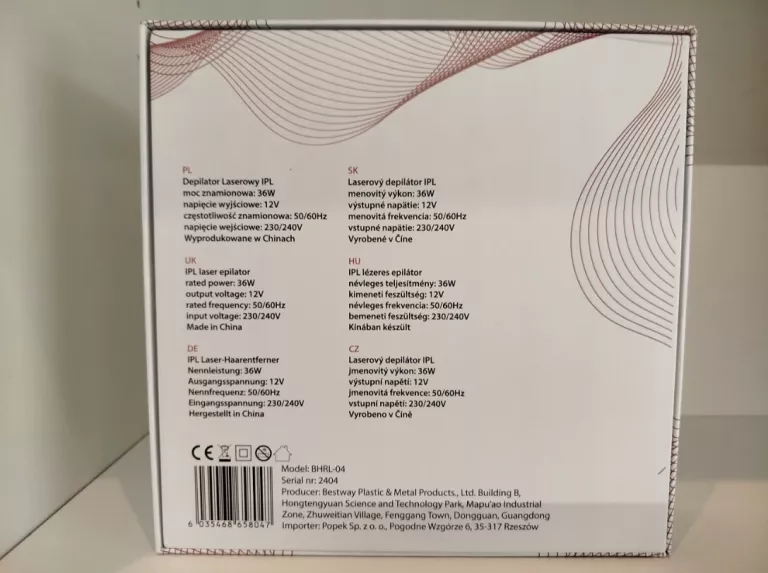 PL
Depilator Laserowy IPL
moc znamionowa: 36W
napięcie wyjściowe: 12V
częstotliwość znamionowa: 50/60Hz
napięcie wejściowe: 230/240V
Wyprodukowane w Chinach
SK
Laserový depilátor IPL
menovitý výkon: 36W
výstupné napätie: 12V
menovitá frekvencia: 50/60Hz
vstupné napätie: 230/240V
Vyrobené v Číne
UK
IPL laser epilator
rated power: 36W
output voltage: 12V
rated frequency: 50/60Hz
input voltage: 230/240V
Made in China
HU
IPL lézeres epilátor
névleges teljesítmény: 36W
kimeneti feszültség: 12V
névleges frekvencia: 50/60Hz
bemeneti feszültség: 230/240V
Kínában készült
DE
IPL Laser-Haarentferner
Nennleistung: 36W
Ausgangsspannung: 12V
Nennfrequenz: 50/60Hz
Eingangsspannung: 230/240V
Hergestellt in China
CZ
Laserový depilátor IPL
jmenovitý výkon: 36W
výstupní napětí: 12V
jmenovitá frekvence: 50/60Hz
vstupní napětí: 230/240V
Vyrobeno v Číně
CE
Model: BHRL-04
Serial nr: 2404
Producer: Bestway Plastic & Metal Products., Ltd. Building B,
Hongtengyuan Science and Technology Park, Mapu'ao Industrial
Zone, Zhuweitian Village, Fenggang Town, Dongguan, Guangdong
Importer: Popek Sp. z o. o., Pogodne Wzgórze 6, 35-317 Rzeszów
6 035468 658047